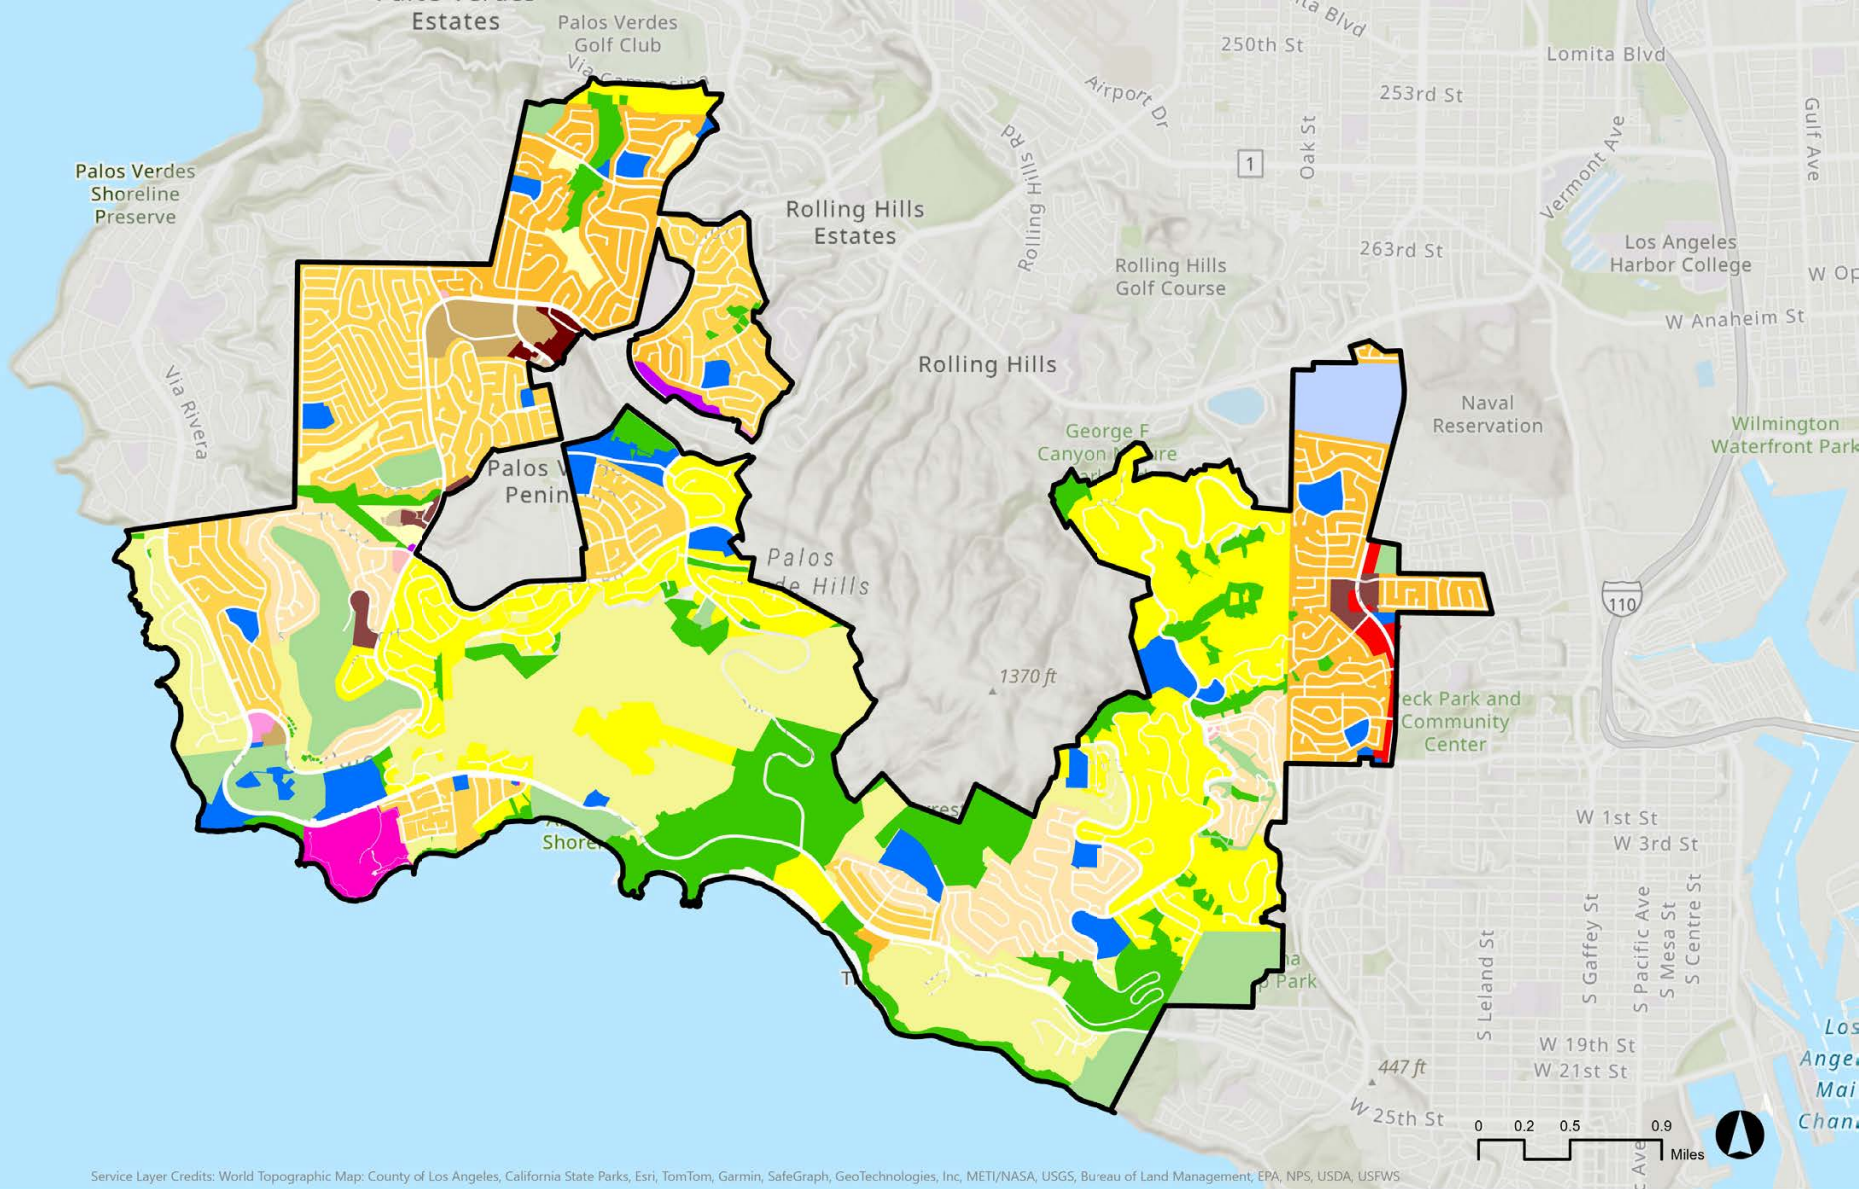 Estates
Palos Verdes
Golf Club
Via Campesina
Lomita Blvd
250th St
Airport Dr
253rd St
Oak St
Vermont Ave
Gulf Ave
1
Palos Verdes
Shoreline
Preserve
Rolling Hills
Estates
Rolling Hills Rd
Rolling Hills
Golf Course
263rd St
Los Angeles
Harbor College
W Anaheim St
Via Rivera
Rolling Hills
Naval
Reservation
Wilmington
Waterfront Park
George F
Canyon
Palos V
Penin
Palos
de Hills
110
1370 ft
eck Park and
Community
Center
Shore
W 1st St
W 3rd St
S Leland St
S Gaffey St
S Pacific Ave
S Mesa St
S Centre St
Park
W 19th St
W 21st St
447 ft
W 25th St
Los
Ange
Mai
Chan
0 0.2 0.5 0.9
Miles
Service Layer Credits: World Topographic Map: County of Los Angeles, California State Parks, Esri, TomTom, Garmin, SafeGraph, GeoTechnologies, Inc, METI/NASA, USGS, Bureau of Land Management, EPA, NPS, USDA, USFWS